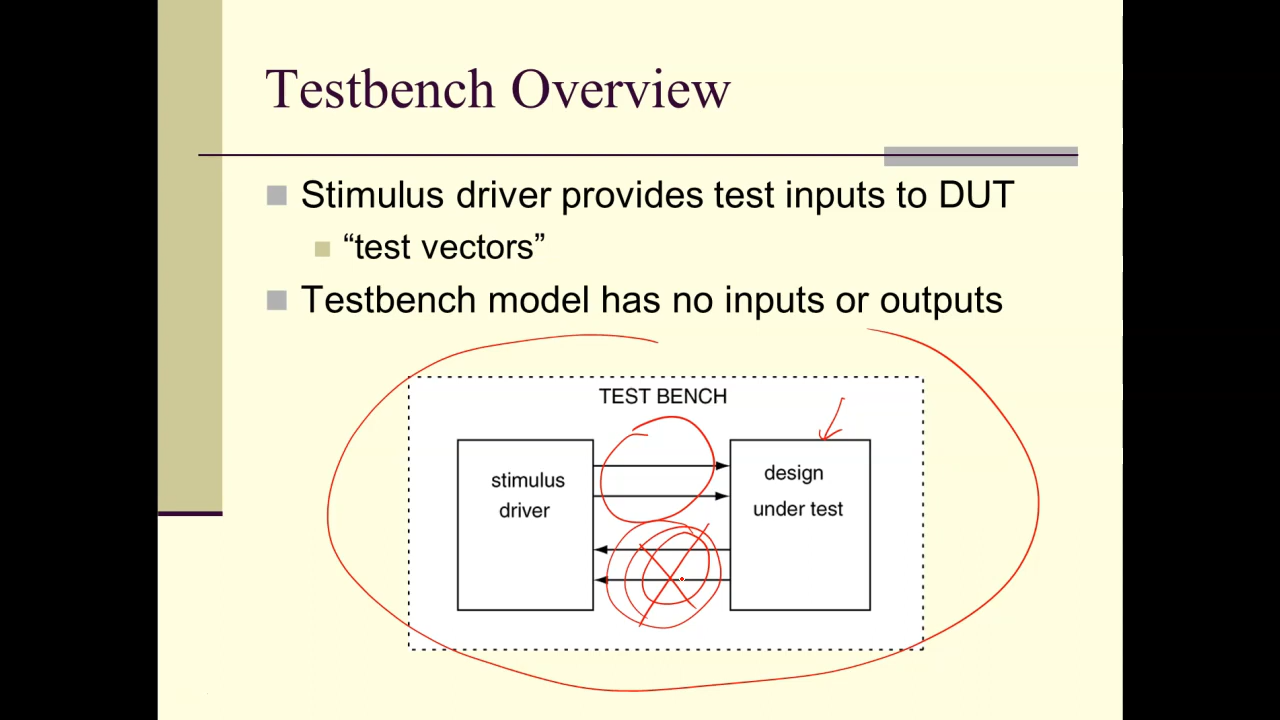 Testbench Overview
Stimulus driver provides test inputs to DUT
“test vectors”
Testbench model has no inputs or outputs
TEST BENCH
stimulus
driver
design
under test